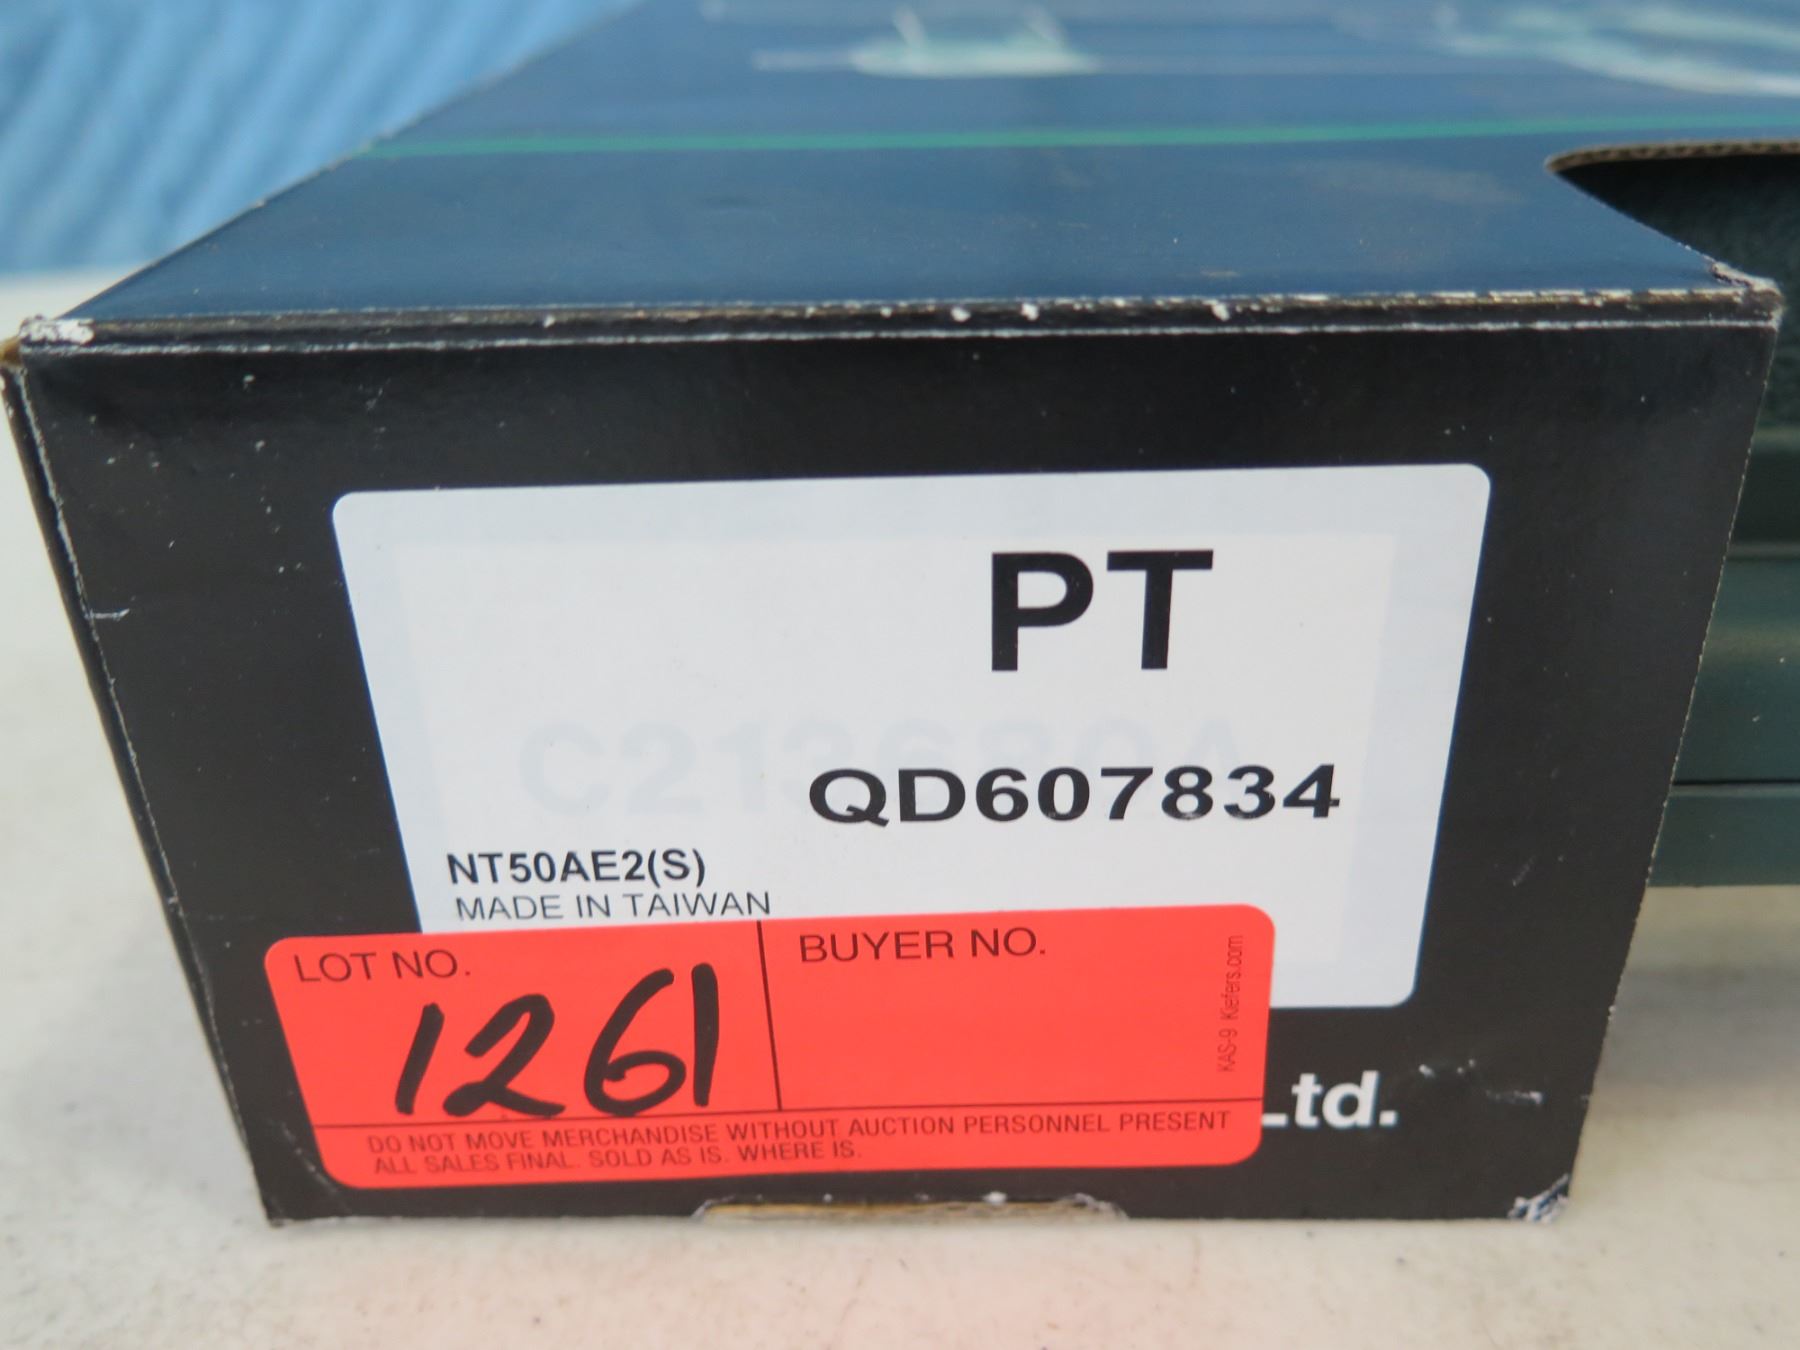 PT
QD607834
NT50AE2(S)
MADE IN TAIWAN
LOT NO.
1261
BUYER NO.
KAS-9 Kiefers.com
DO NOT MOVE MERCHANDISE WITHOUT AUCTION PERSONNEL PRESENT
ALL SALES FINAL. SOLD AS IS. WHERE IS.
Ltd.